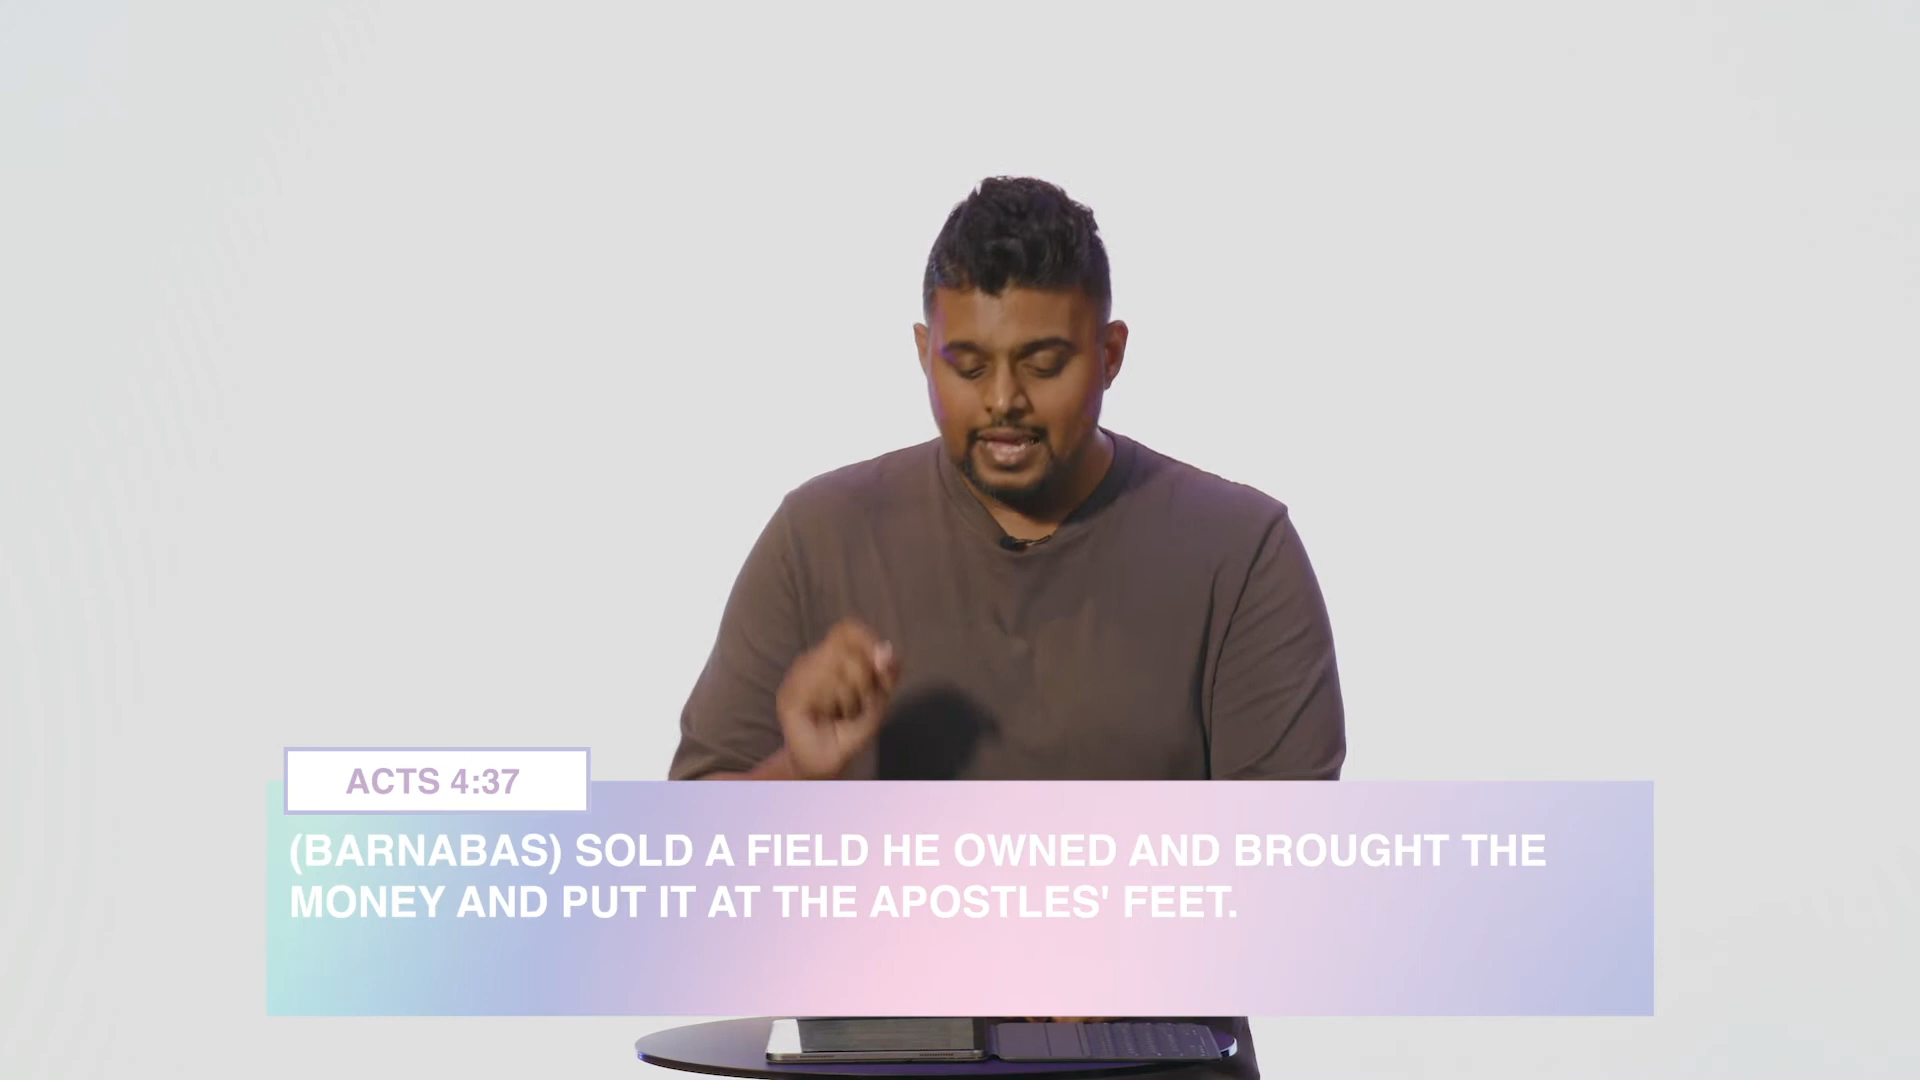 ACTS 4:37
(BARNABAS) SOLD A FIELD HE OWNED AND BROUGHT THE
MONEY AND PUT IT AT THE APOSTLES' FEET.